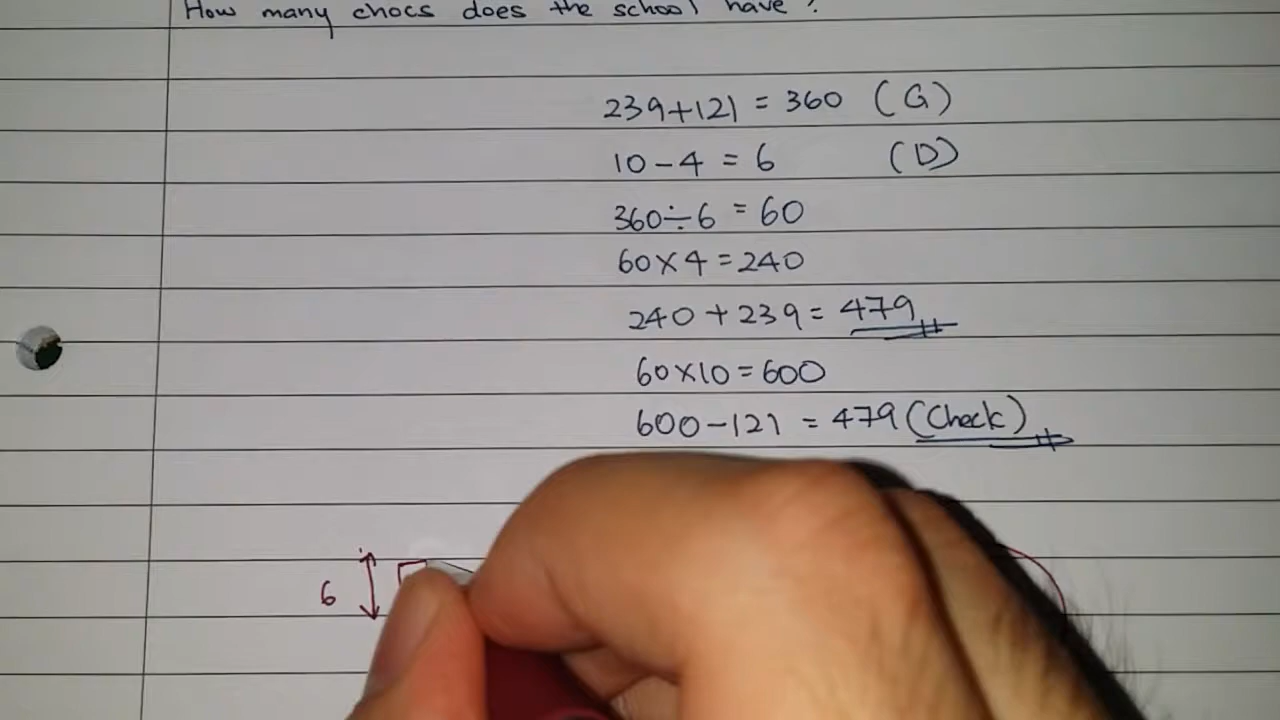 How many chocs does the school have?
239+121 = 360 (G)
10-4 = 6 (D)
360÷6 = 60
60×4 = 240
240 + 239 = 479
60×10 = 600
600-121 = 479 (Check)
6